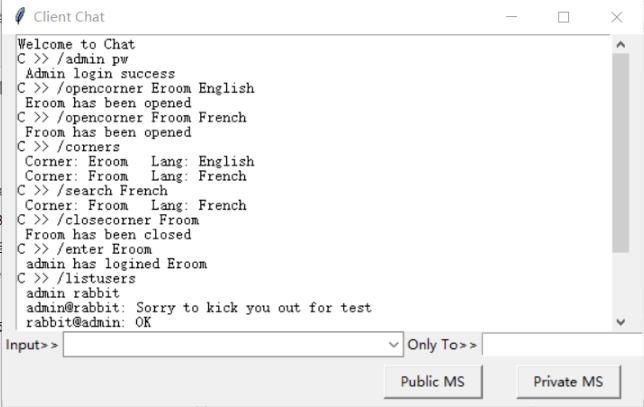 Client Chat
Welcome to Chat
C >> /admin pw
Admin login success
C >> /opencorner Eroom English
Eroom has been opened
C >> /opencorner Froom French
Froom has been opened
C >> /corners
Corner: Eroom Lang: English
Corner: Froom Lang: French
C >> /search French
Corner: Froom Lang: French
C >> /closecorner Froom
Froom has been closed
C >> /enter Eroom
admin has logined Eroom
C >> /listusers
admin rabbit
admin@rabbit: Sorry to kick you out for test
rabbit@admin: OK
Input>> Only To>>
Public MS Private MS